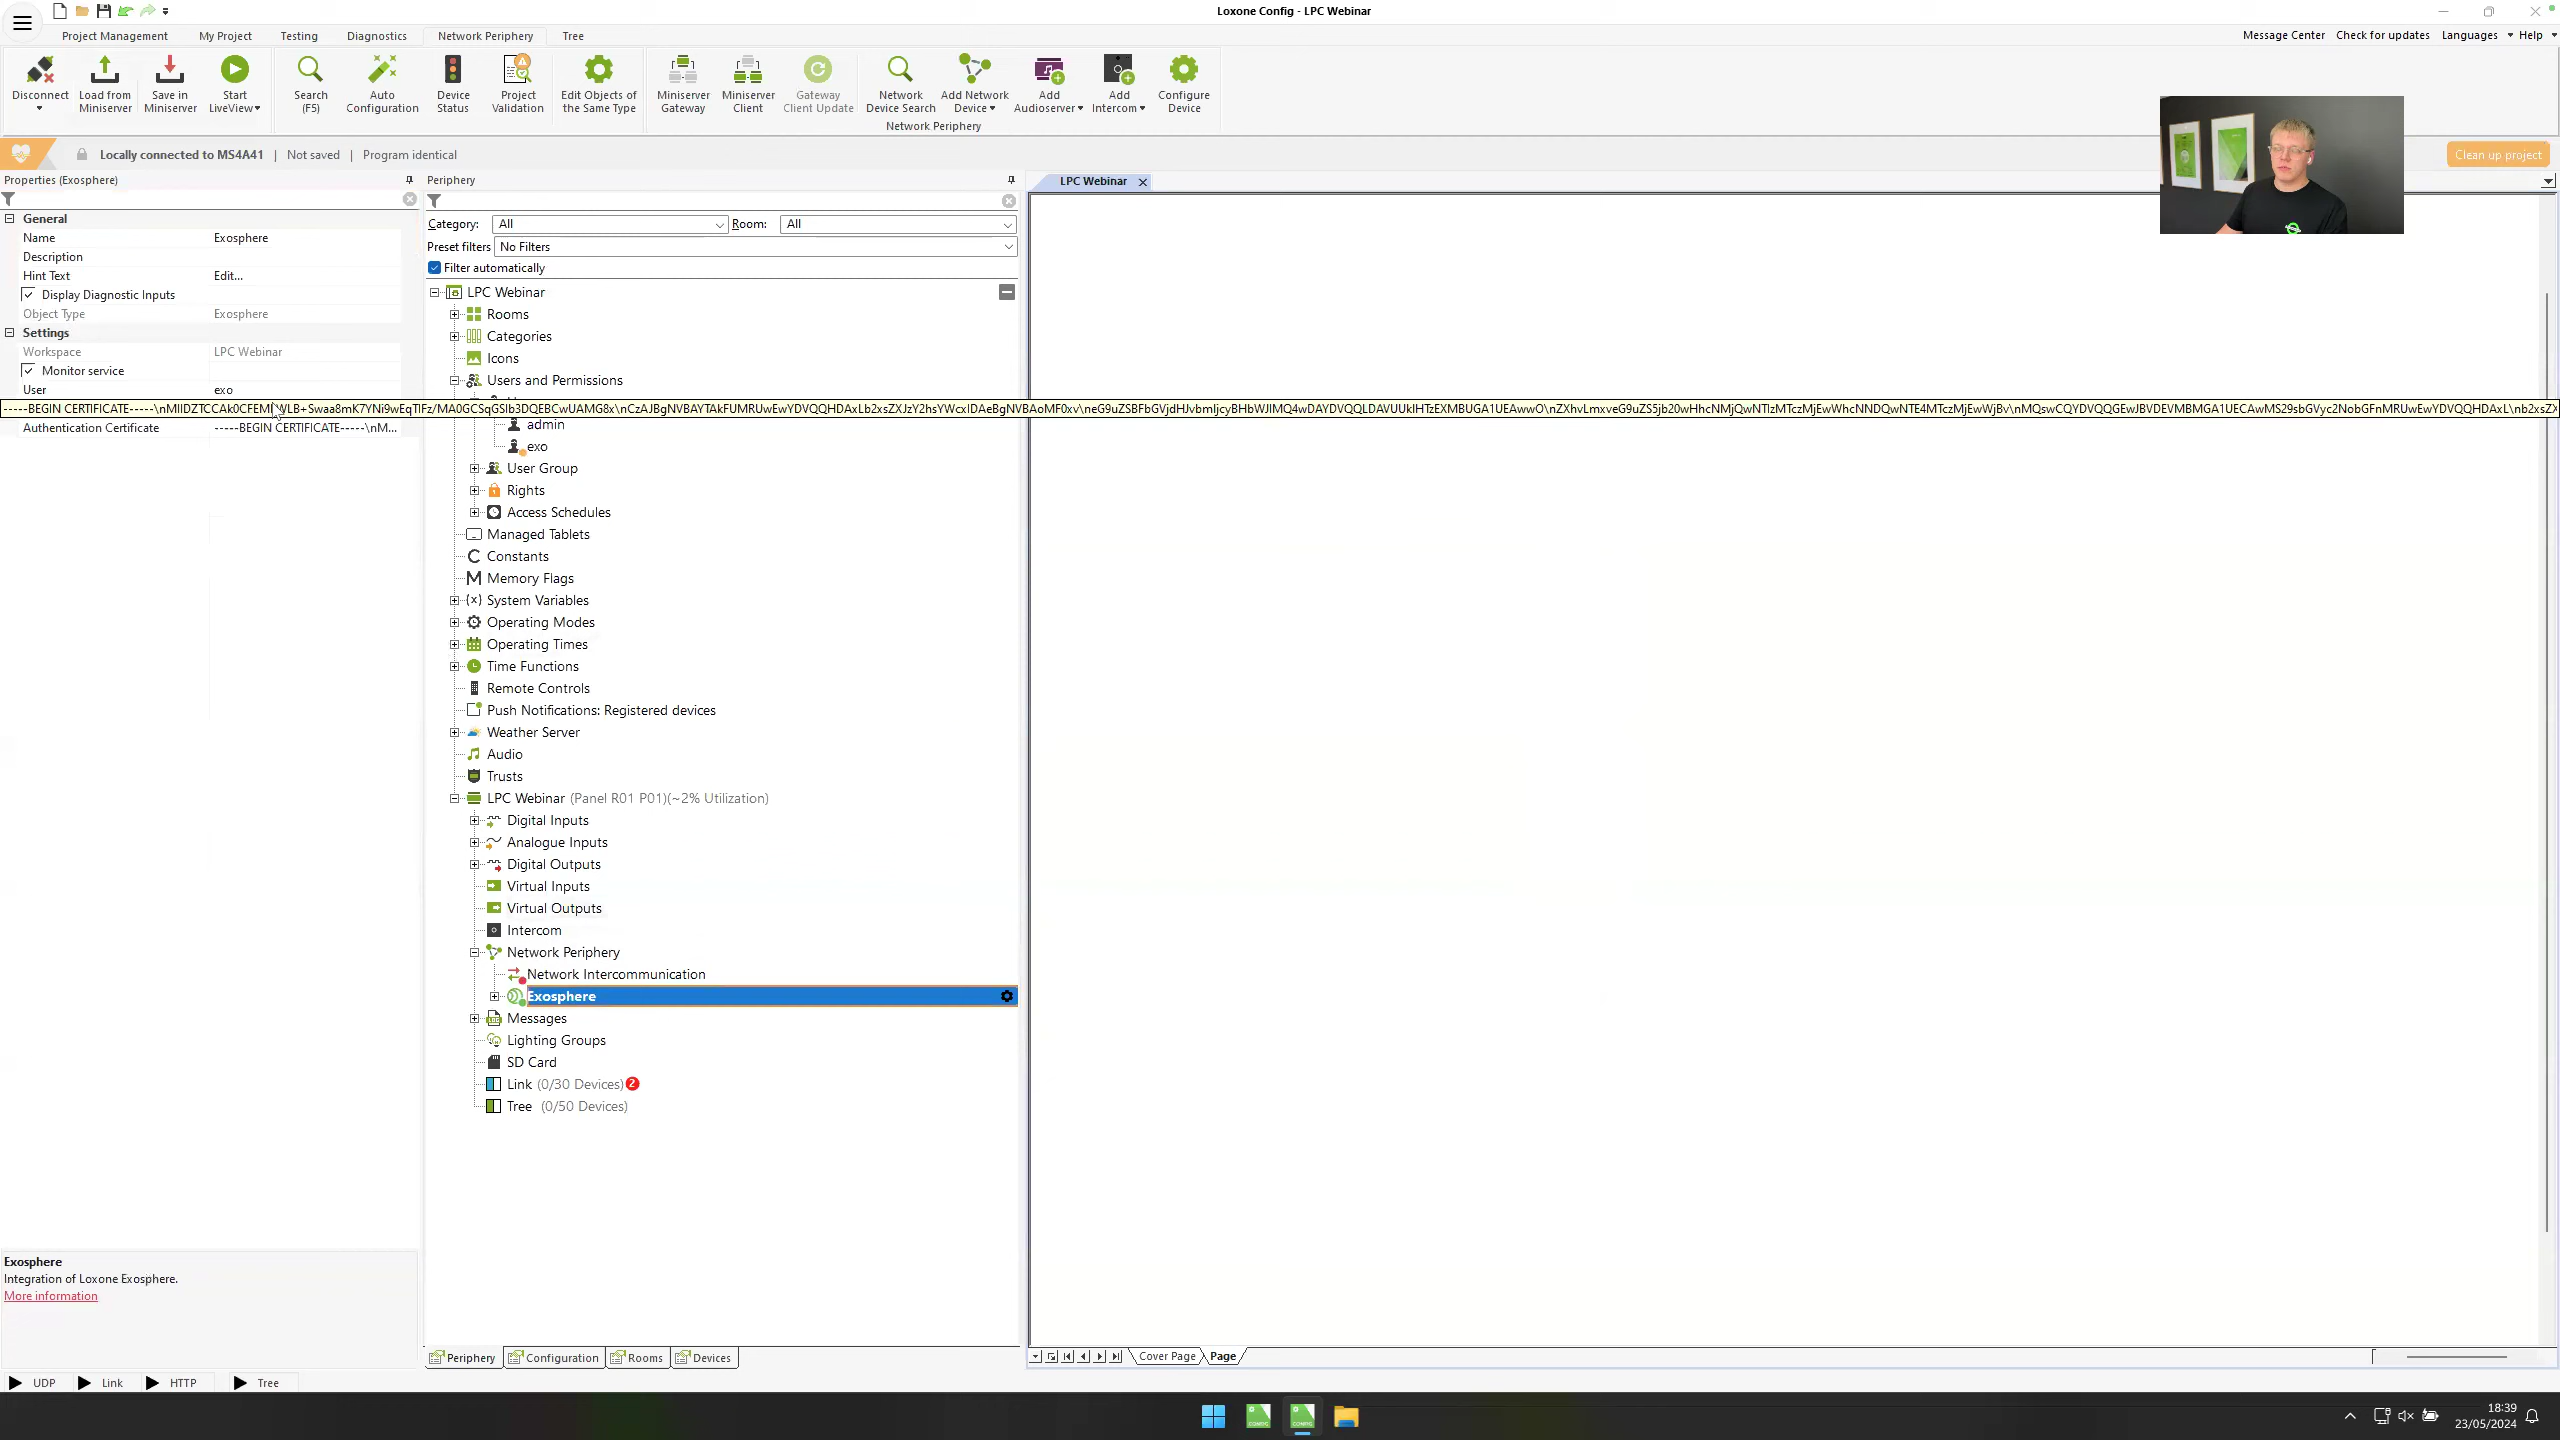 Loxone Config - LPC Webinar
Project Management My Project Testing Diagnostics Network Periphery Tree
Message Center Check for updates Languages Help
Disconnect
Load from Miniserver
Save in Miniserver
Start LiveView
Search (F5)
Auto Configuration
Device Status
Project Validation
Edit Objects of the Same Type
Miniserver Gateway
Miniserver Client
Gateway Client Update
Network Device Search
Add Network Device
Add Audioserver
Add Intercom
Configure Device
Network Periphery
Locally connected to MS4A41 | Not saved | Program identical
Clean up project
Properties (Exosphere)
General
Name Exosphere
Description
Hint Text Edit...
Display Diagnostic Inputs
Object Type Exosphere
Settings
Workspace LPC Webinar
Monitor service
User exo
-----BEGIN CERTIFICATE-----\nMIIDZTCCAk0CFEM
Authentication Certificate -----BEGIN CERTIFICATE-----\nM...
Periphery
Category: All Room: All
Preset filters No Filters
Filter automatically
LPC Webinar
Rooms
Categories
Icons
Users and Permissions
admin
exo
User Group
Rights
Access Schedules
Managed Tablets
Constants
Memory Flags
System Variables
Operating Modes
Operating Times
Time Functions
Remote Controls
Push Notifications: Registered devices
Weather Server
Audio
Trusts
LPC Webinar (Panel R01 P01)(~2% Utilization)
Digital Inputs
Analogue Inputs
Digital Outputs
Virtual Inputs
Virtual Outputs
Intercom
Network Periphery
Network Intercommunication
Exosphere
Messages
Lighting Groups
SD Card
Link (0/30 Devices) 2
Tree (0/50 Devices)
LPC Webinar
Exosphere
Integration of Loxone Exosphere.
More information
Periphery Configuration Rooms Devices
Cover Page Page
UDP Link HTTP Tree
18:39
23/05/2024